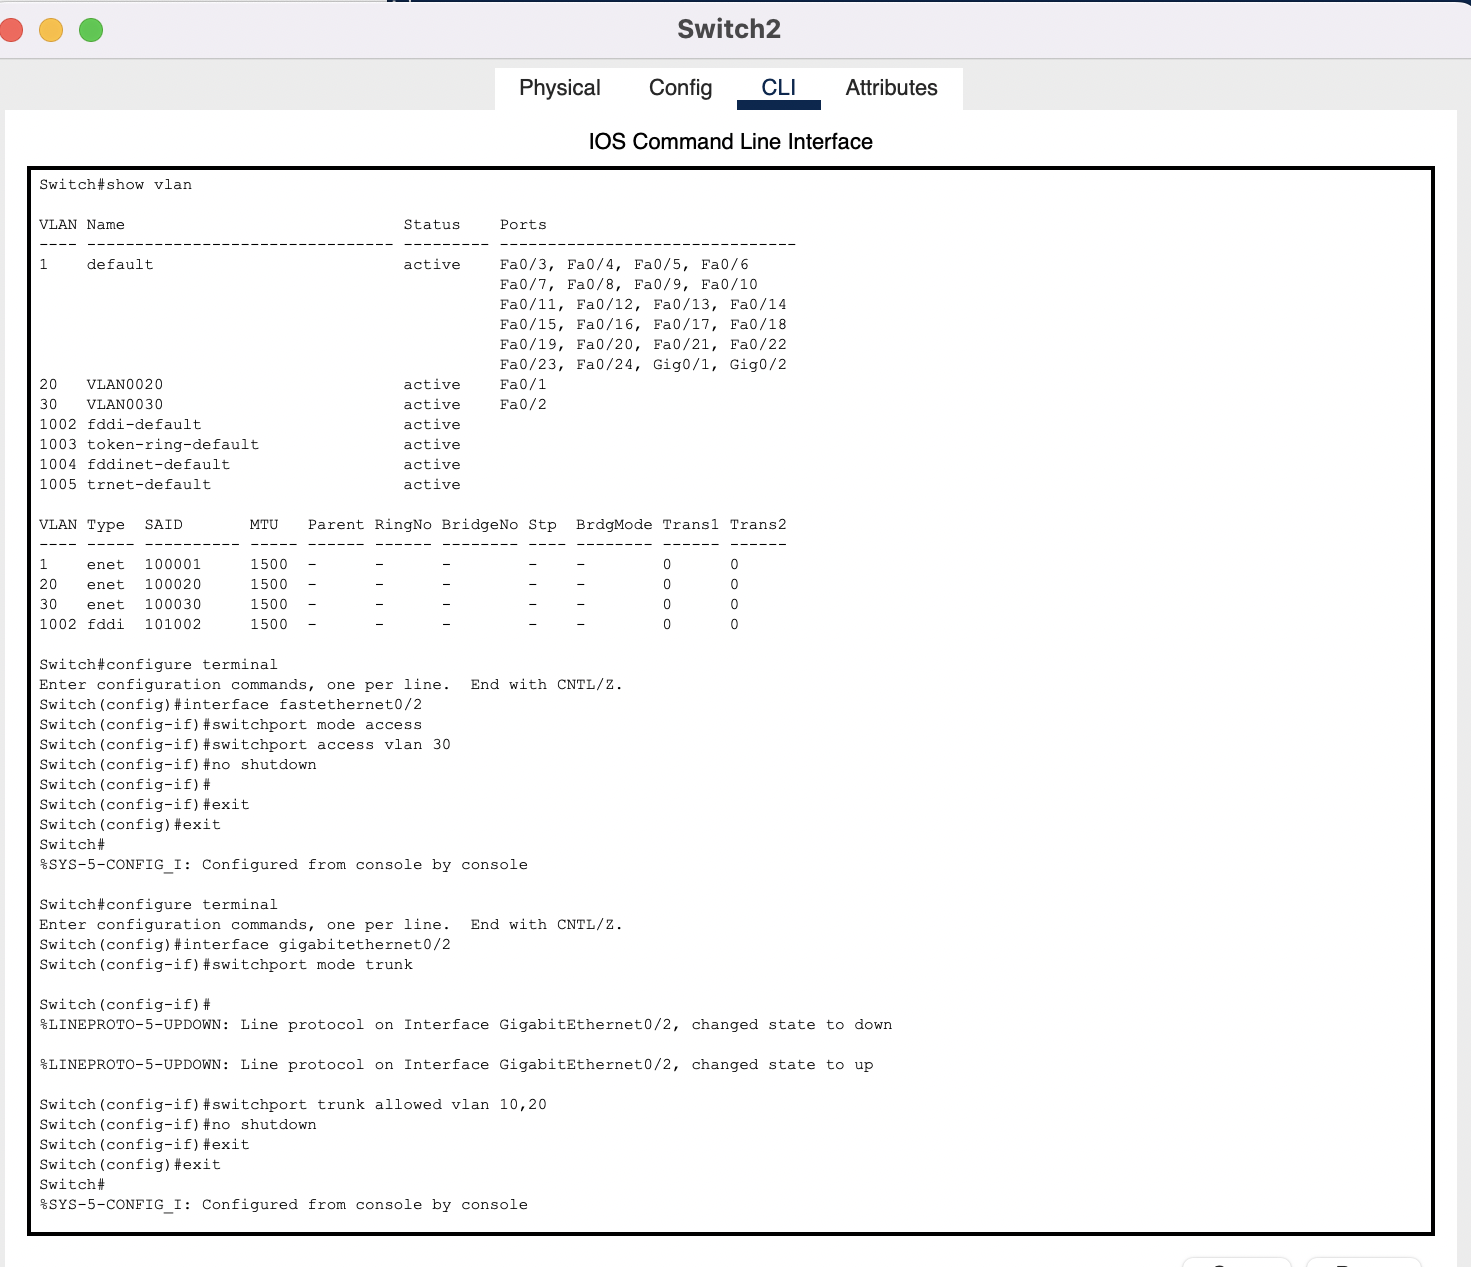 Switch2
Physical Config CLI Attributes
IOS Command Line Interface
Switch#show vlan
VLAN Name                             Status    Ports
---- -------------------------------- --------- -------------------------------
1    default                          active    Fa0/3, Fa0/4, Fa0/5, Fa0/6
                                                Fa0/7, Fa0/8, Fa0/9, Fa0/10
                                                Fa0/11, Fa0/12, Fa0/13, Fa0/14
                                                Fa0/15, Fa0/16, Fa0/17, Fa0/18
                                                Fa0/19, Fa0/20, Fa0/21, Fa0/22
                                                Fa0/23, Fa0/24, Gig0/1, Gig0/2
20   VLAN0020                         active    Fa0/1
30   VLAN0030                         active    Fa0/2
1002 fddi-default                     active
1003 token-ring-default               active
1004 fddinet-default                  active
1005 trnet-default                    active
VLAN Type  SAID       MTU   Parent RingNo BridgeNo Stp  BrdgMode Trans1 Trans2
---- ----- ---------- ----- ------ ------ -------- ---- -------- ------ ------
1    enet  100001     1500  -      -      -        -    -        0      0
20   enet  100020     1500  -      -      -        -    -        0      0
30   enet  100030     1500  -      -      -        -    -        0      0
1002 fddi  101002     1500  -      -      -        -    -        0      0
Switch#configure terminal
Enter configuration commands, one per line.  End with CNTL/Z.
Switch(config)#interface fastethernet0/2
Switch(config-if)#switchport mode access
Switch(config-if)#switchport access vlan 30
Switch(config-if)#no shutdown
Switch(config-if)#
Switch(config-if)#exit
Switch(config)#exit
Switch#
%SYS-5-CONFIG_I: Configured from console by console
Switch#configure terminal
Enter configuration commands, one per line.  End with CNTL/Z.
Switch(config)#interface gigabitethernet0/2
Switch(config-if)#switchport mode trunk
Switch(config-if)#
%LINEPROTO-5-UPDOWN: Line protocol on Interface GigabitEthernet0/2, changed state to down
%LINEPROTO-5-UPDOWN: Line protocol on Interface GigabitEthernet0/2, changed state to up
Switch(config-if)#switchport trunk allowed vlan 10,20
Switch(config-if)#no shutdown
Switch(config-if)#exit
Switch(config)#exit
Switch#
%SYS-5-CONFIG_I: Configured from console by console